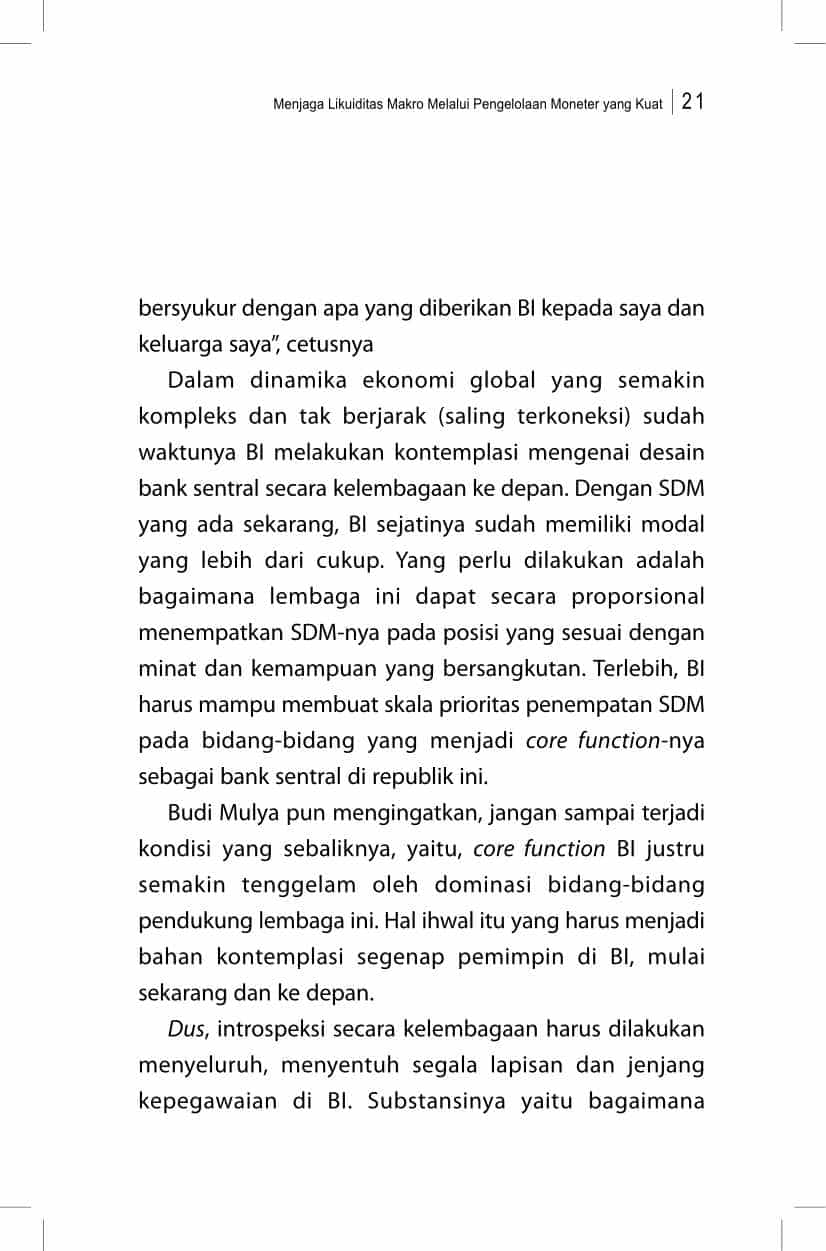 Menjaga Likuiditas Makro Melalui Pengelolaan Moneter yang Kuat 21
bersyukur dengan apa yang diberikan BI kepada saya dan
keluarga saya”, cetusnya
Dalam dinamika ekonomi global yang semakin
kompleks dan tak berjarak (saling terkoneksi) sudah
waktunya BI melakukan kontemplasi mengenai desain
bank sentral secara kelembagaan ke depan. Dengan SDM
yang ada sekarang, BI sejatinya sudah memiliki modal
yang lebih dari cukup. Yang perlu dilakukan adalah
bagaimana lembaga ini dapat secara proporsional
menempatkan SDM-nya pada posisi yang sesuai dengan
minat dan kemampuan yang bersangkutan. Terlebih, BI
harus mampu membuat skala prioritas penempatan SDM
pada bidang-bidang yang menjadi core function-nya
sebagai bank sentral di republik ini.
Budi Mulya pun mengingatkan, jangan sampai terjadi
kondisi yang sebaliknya, yaitu, core function BI justru
semakin tenggelam oleh dominasi bidang-bidang
pendukung lembaga ini. Hal ihwal itu yang harus menjadi
bahan kontemplasi segenap pemimpin di BI, mulai
sekarang dan ke depan.
Dus, introspeksi secara kelembagaan harus dilakukan
menyeluruh, menyentuh segala lapisan dan jenjang
kepegawaian di BI. Substansinya yaitu bagaimana